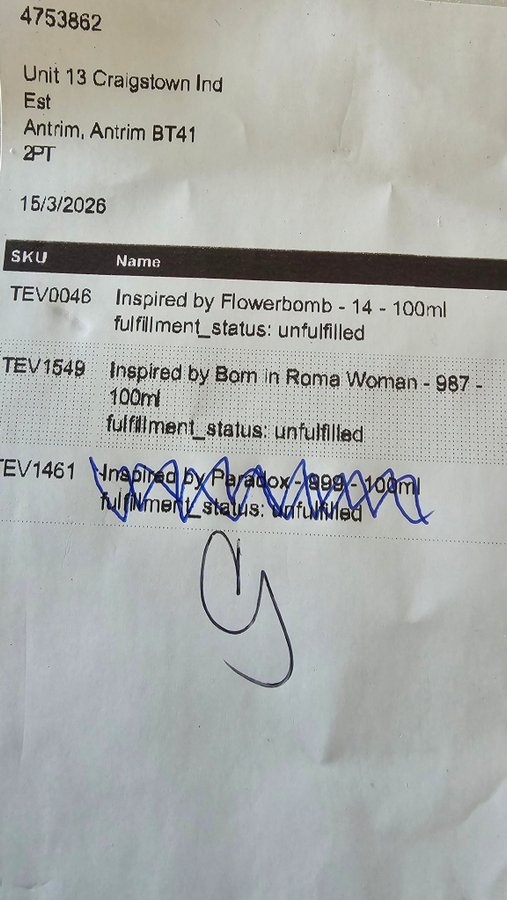 4753862
Unit 13 Craigstown Ind
Est
Antrim, Antrim BT41
2PT
15/3/2026
SKU Name
TEV0046 Inspired by Flowerbomb - 14 - 100ml
fulfillment_status: unfulfilled
TEV1549 Inspired by Born in Roma Woman - 987 -
100ml
fulfillment_status: unfulfilled
TEV1461 Inspired by Paradox - 999 - 100ml
fulfillment_status: unfulfilled